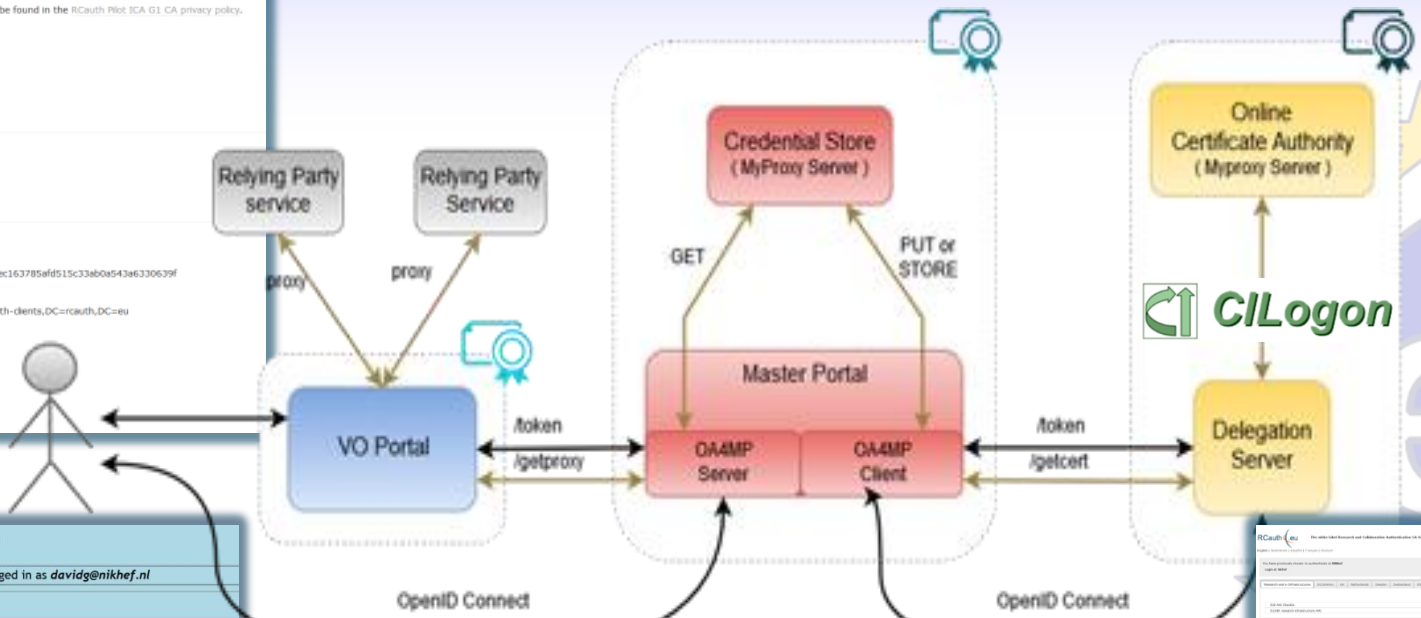 be found in the RCauth Pilot ICA G1 CA privacy policy.
ec163785afd515c33ab0a543a6330639f
th-clients,DC=rcauth,DC=eu
Relying Party
service
Relying Party
Service
proxy
proxy
VO Portal
/token
/getproxy
Credential Store
( MyProxy Server )
GET
PUT or
STORE
Master Portal
OA4MP
Server
OA4MP
Client
/token
/getcert
Online
Certificate Authority
( Myproxy Server )
CILogon
Delegation
Server
ged in as davidg@nikhef.nl
OpenID Connect
OpenID Connect
RCauth eu